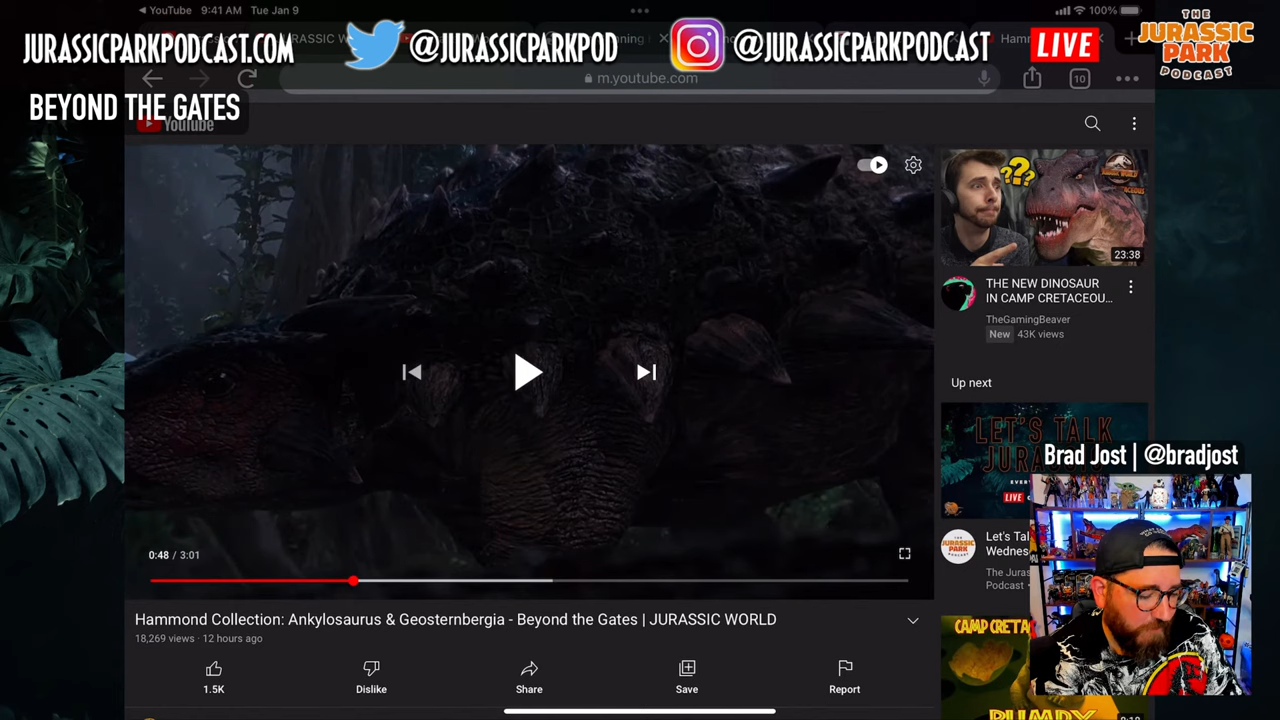 YouTube 9:41 AM Tue Jan 9
100%
JURASSICPARKPODCAST.COM
@JURASSICPARKPOD
@JURASSICPARKPODCAST
LIVE
THE
JURASSIC
PARK
PODCAST
m.youtube.com
10
BEYOND THE GATES
YouTube
???
JURASSIC WORLD
23:38
THE NEW DINOSAUR
IN CAMP CRETACEOU...
TheGamingBeaver
New 43K views
Up next
LET'S TALK
JURASSIC
LIVE
Brad Jost | @bradjost
Let's Tal
Wednes
The Juras
Podcast •
0:48 / 3:01
Hammond Collection: Ankylosaurus & Geosternbergia - Beyond the Gates | JURASSIC WORLD
18,269 views · 12 hours ago
1.5K
Dislike
Share
Save
Report
CAMP CRETA
BUMPY